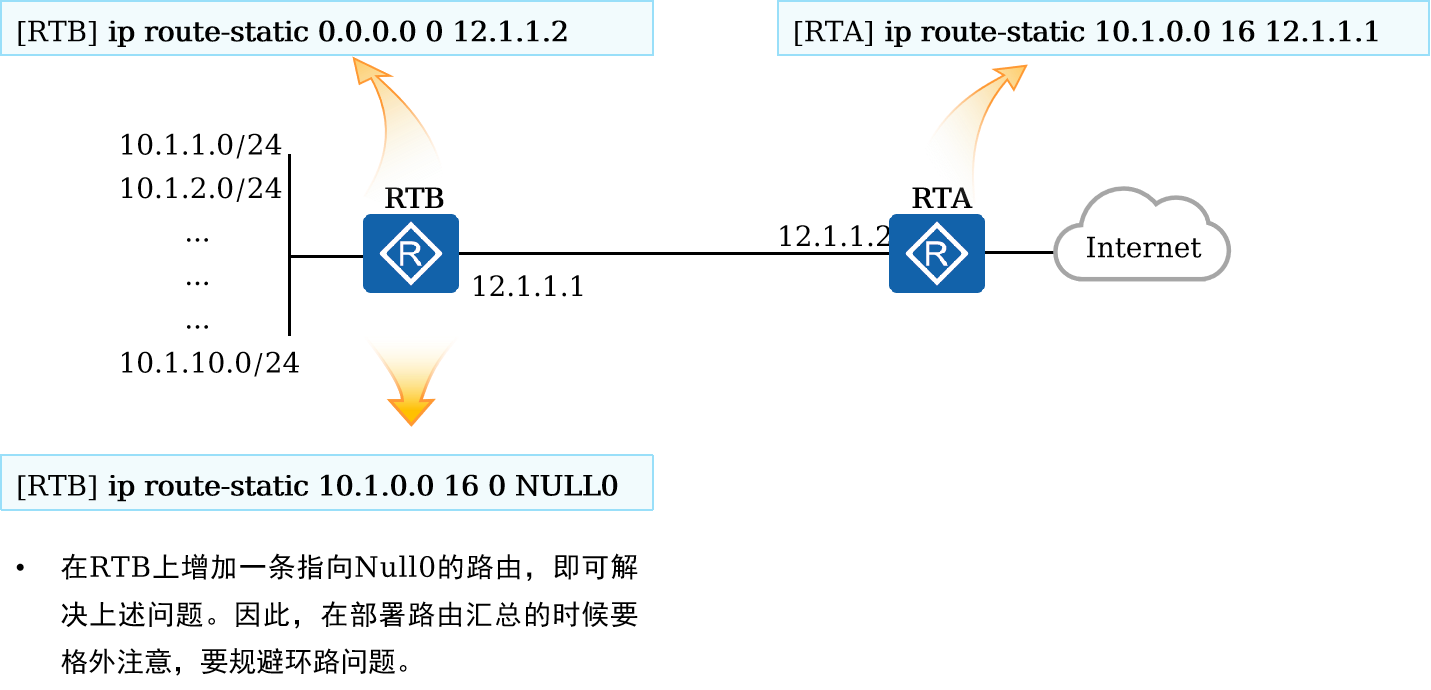 [RTB] ip route-static 0.0.0.0 0 12.1.1.2
[RTA] ip route-static 10.1.0.0 16 12.1.1.1
10.1.1.0/24
10.1.2.0/24
...
...
...
10.1.10.0/24
RTB
R
12.1.1.1
12.1.1.2
RTA
R
Internet
[RTB] ip route-static 10.1.0.0 16 0 NULL0
• 在RTB上增加一条指向Null0的路由，即可解
决上述问题。因此，在部署路由汇总的时候要
格外注意，要规避环路问题。